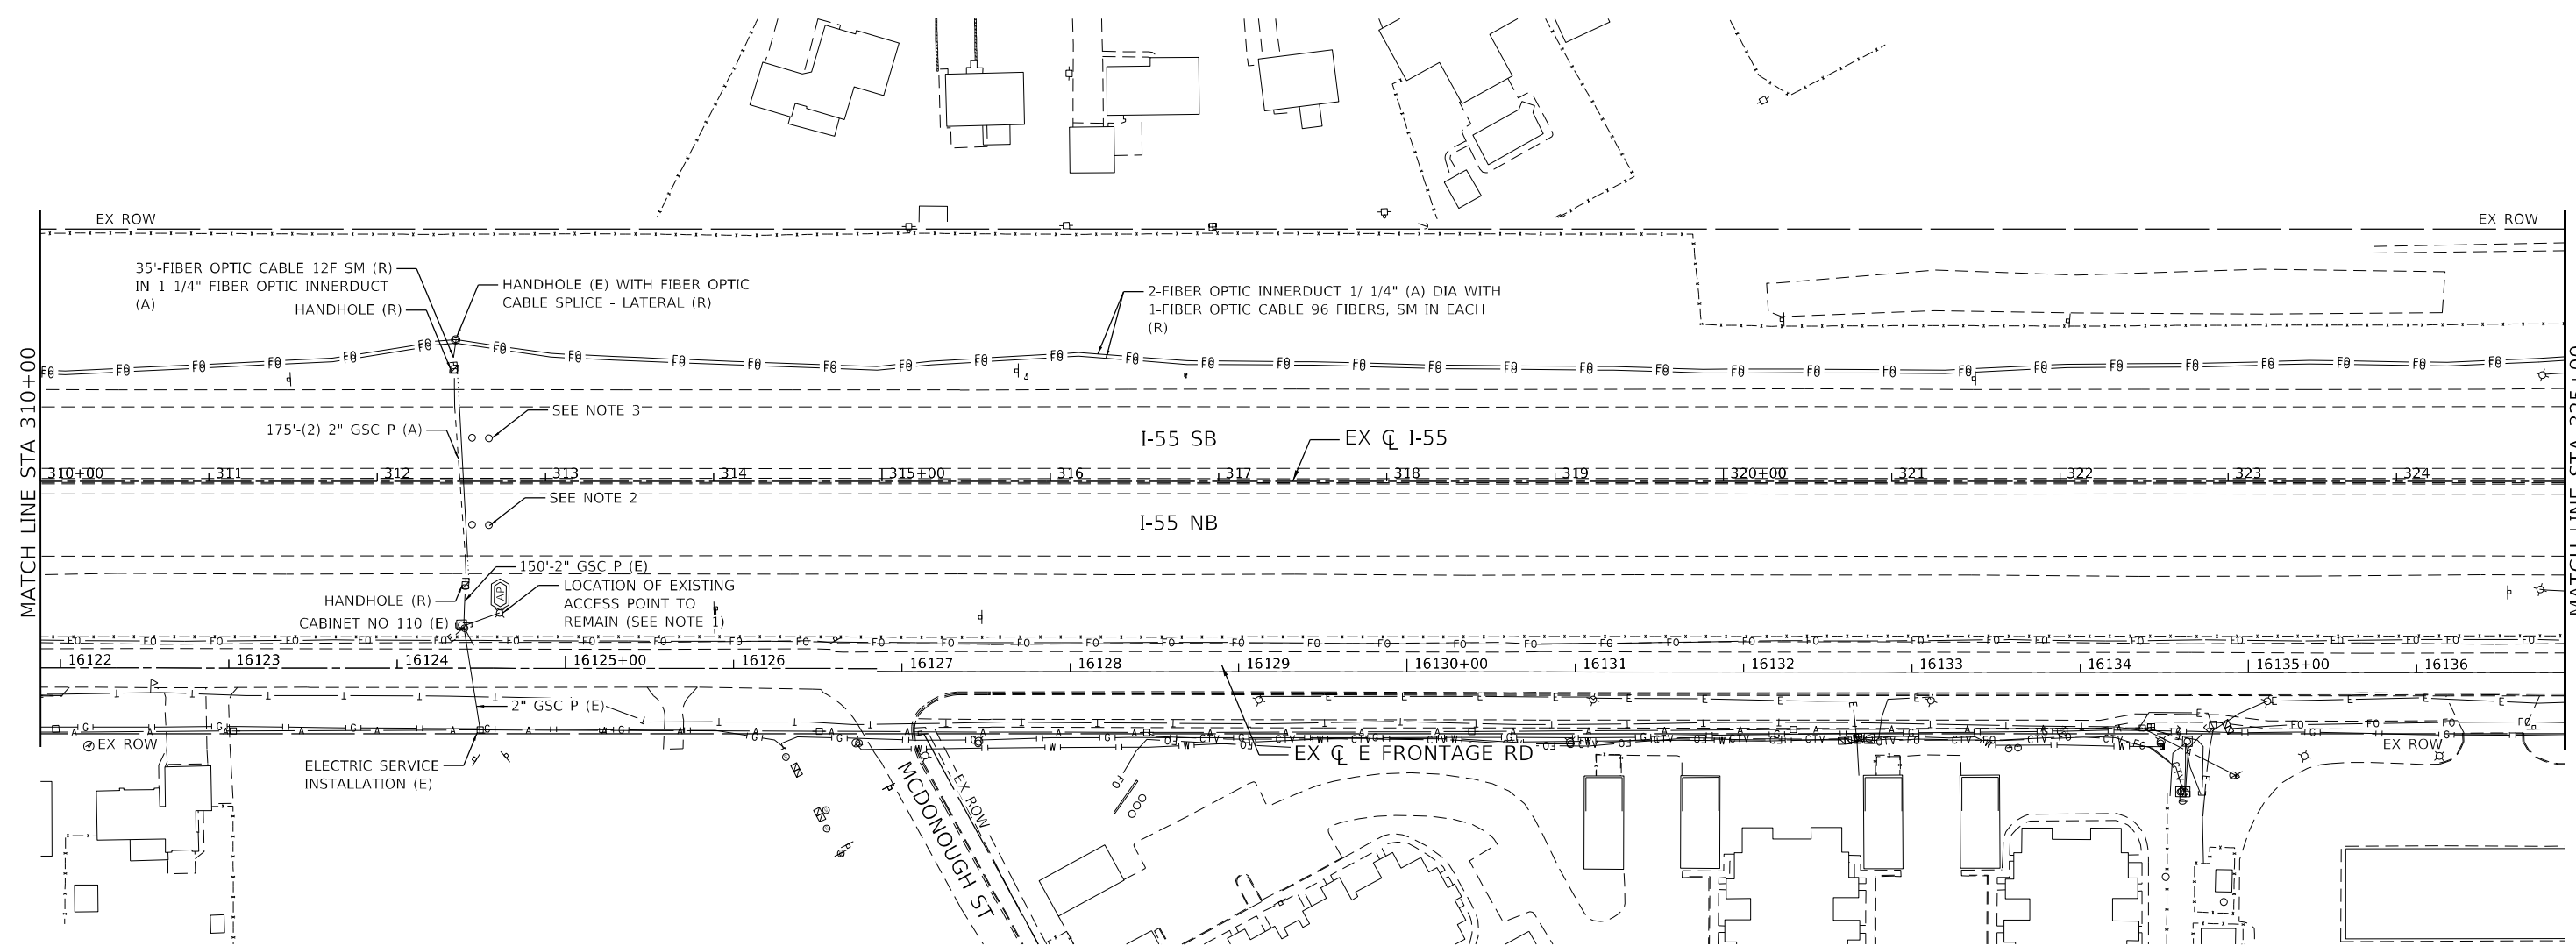 EX ROW
EX ROW
35'-FIBER OPTIC CABLE 12F SM (R)
IN 1 1/4" FIBER OPTIC INNERDUCT
(A)
HANDHOLE (R)
HANDHOLE (E) WITH FIBER OPTIC
CABLE SPLICE - LATERAL (R)
2-FIBER OPTIC INNERDUCT 1/ 1/4" (A) DIA WITH
1-FIBER OPTIC CABLE 96 FIBERS, SM IN EACH
(R)
MATCH LINE STA 310+00
MATCH LINE STA 325+00
SEE NOTE 3
175'-(2) 2" GSC P (A)
I-55 SB
EX CL I-55
310+00 311 312 313 314 315+00 316 317 318 319 320+00 321 322 323 324
SEE NOTE 2
I-55 NB
150'-2" GSC P (E)
AP
LOCATION OF EXISTING
ACCESS POINT TO
REMAIN (SEE NOTE 1)
HANDHOLE (R)
CABINET NO 110 (E)
16122 16123 16124 16125+00 16126 16127 16128 16129 16130+00 16131 16132 16133 16134 16135+00 16136
2" GSC P (E)
EX ROW
ELECTRIC SERVICE
INSTALLATION (E)
EX CL E FRONTAGE RD
EX ROW
MCDONOUGH ST
EX ROW